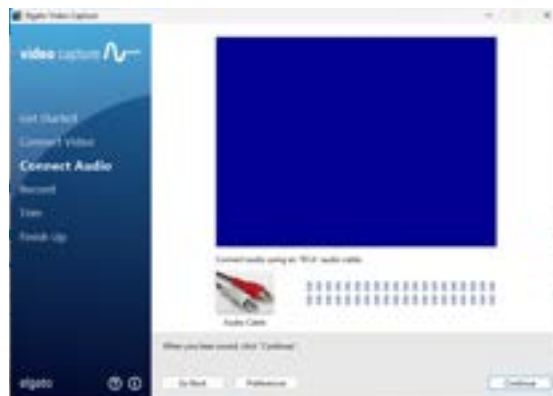 Elgato Video Capture
video capture
Get Started
Connect Video
Connect Audio
Record
Trim
Finish Up
Connect audio using an "RCA" audio cable.
Audio Cable
When you hear sound, click "Continue".
elgato
Go Back
Preferences
Continue